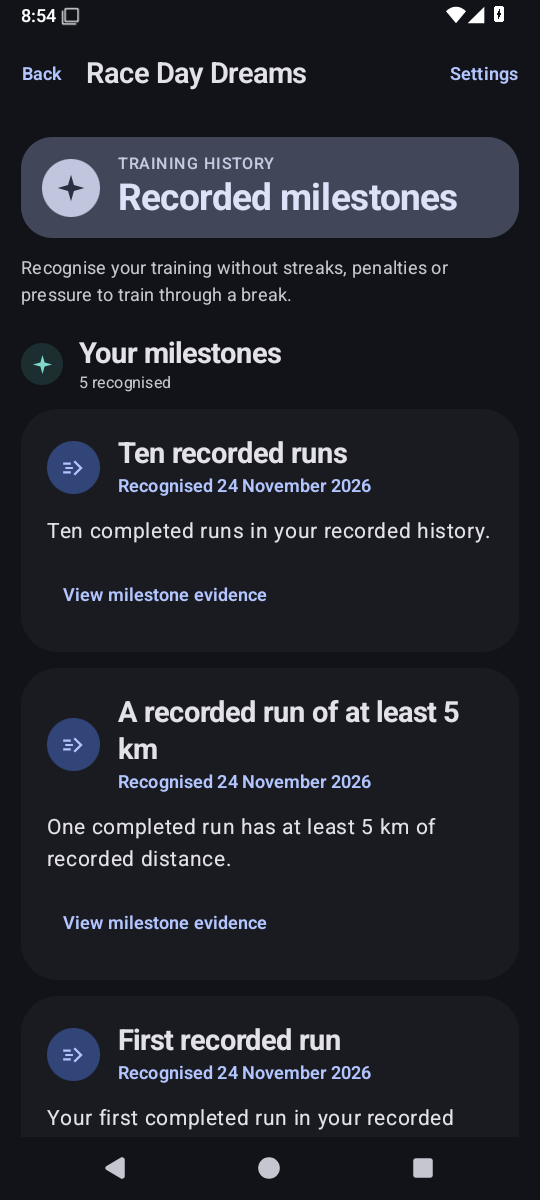 8:54
Back
Race Day Dreams
Settings
TRAINING HISTORY
Recorded milestones
Recognise your training without streaks, penalties or
pressure to train through a break.
Your milestones
5 recognised
Ten recorded runs
Recognised 24 November 2026
Ten completed runs in your recorded history.
View milestone evidence
A recorded run of at least 5
km
Recognised 24 November 2026
One completed run has at least 5 km of
recorded distance.
View milestone evidence
First recorded run
Recognised 24 November 2026
Your first completed run in your recorded